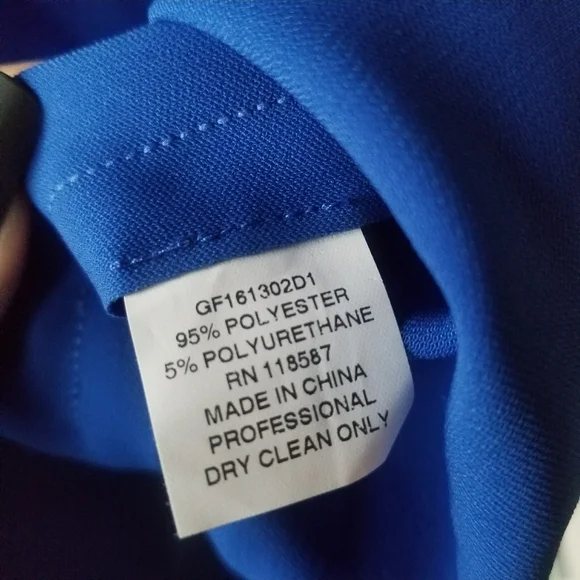 GF161302D1
95% POLYESTER
5% POLYURETHANE
RN 118587
MADE IN CHINA
PROFESSIONAL
DRY CLEAN ONLY